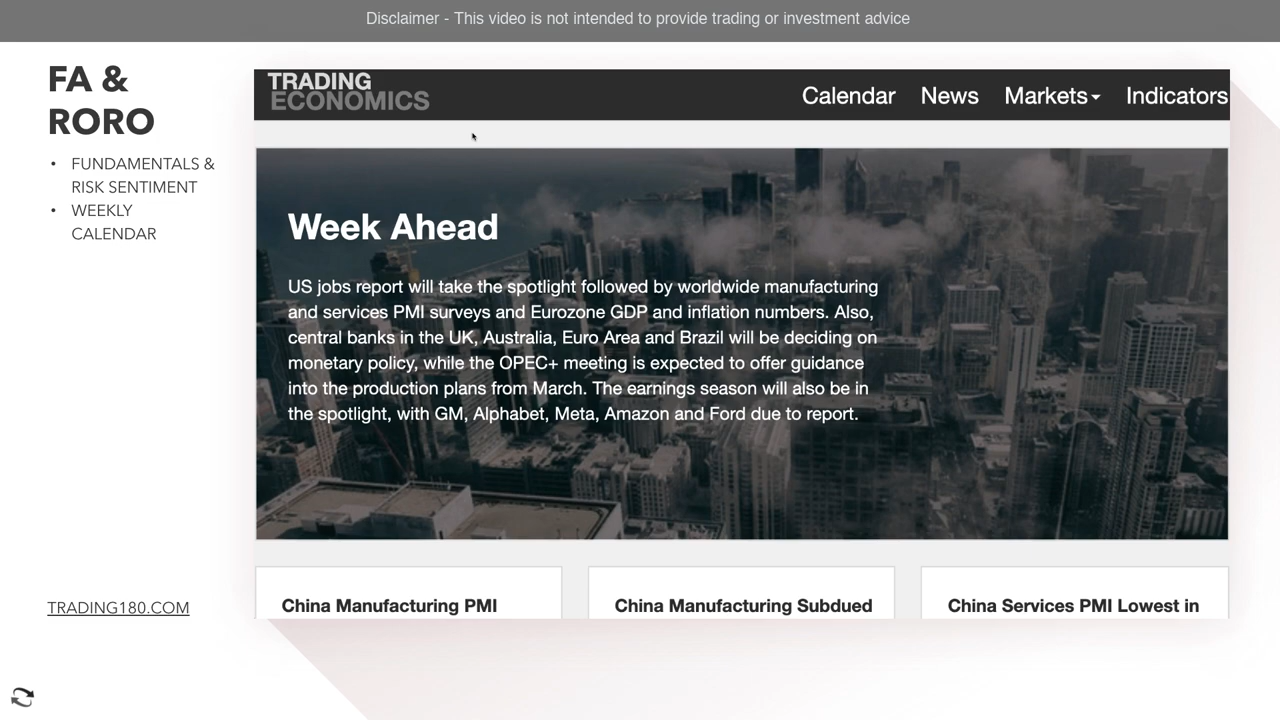 Disclaimer - This video is not intended to provide trading or investment advice
FA &
RORO
• FUNDAMENTALS &
RISK SENTIMENT
• WEEKLY
CALENDAR
TRADING180.COM
TRADING
ECONOMICS
Calendar News Markets Indicators
Week Ahead
US jobs report will take the spotlight followed by worldwide manufacturing
and services PMI surveys and Eurozone GDP and inflation numbers. Also,
central banks in the UK, Australia, Euro Area and Brazil will be deciding on
monetary policy, while the OPEC+ meeting is expected to offer guidance
into the production plans from March. The earnings season will also be in
the spotlight, with GM, Alphabet, Meta, Amazon and Ford due to report.
China Manufacturing PMI
China Manufacturing Subdued
China Services PMI Lowest in